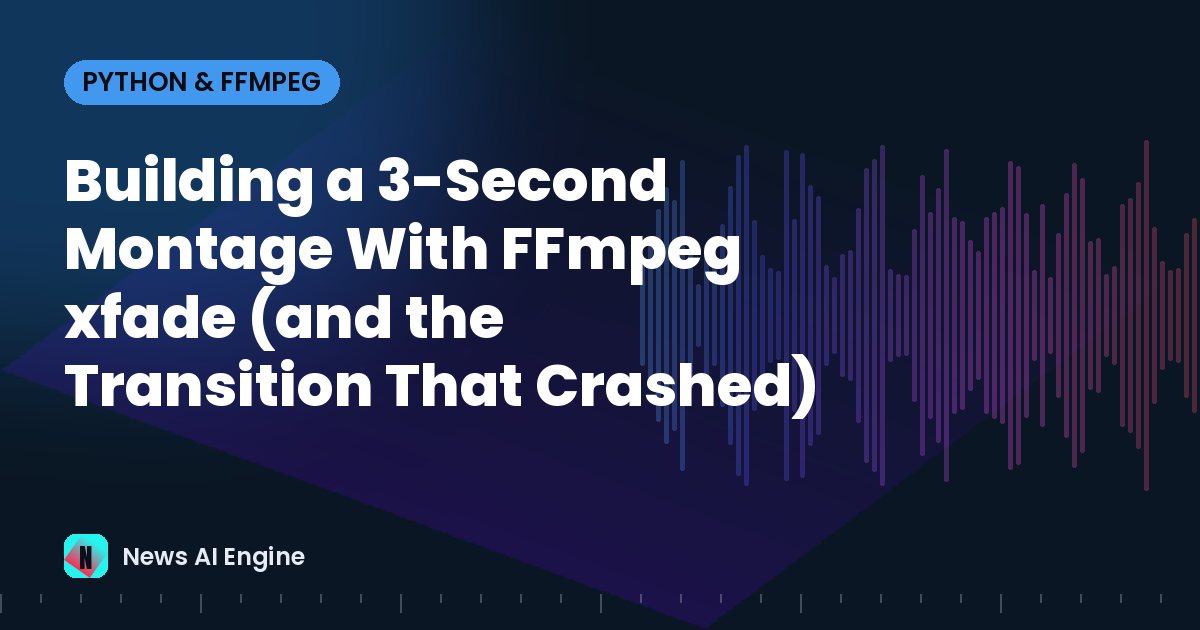 PYTHON & FFMPEG
Building a 3-Second
Montage With FFmpeg
xfade (and the
Transition That Crashed)
N
News AI Engine